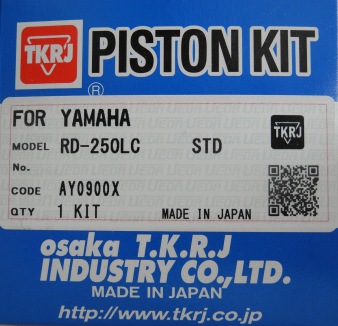 TKRJ PISTON KIT
®
FOR YAMAHA
MODEL RD-250LC STD TKRJ
No.
CODE AY0900X
QTY 1 KIT MADE IN JAPAN
osaka T.K.R.J
INDUSTRY CO.,LTD.
MADE IN JAPAN
http://www.tkrj.co.jp